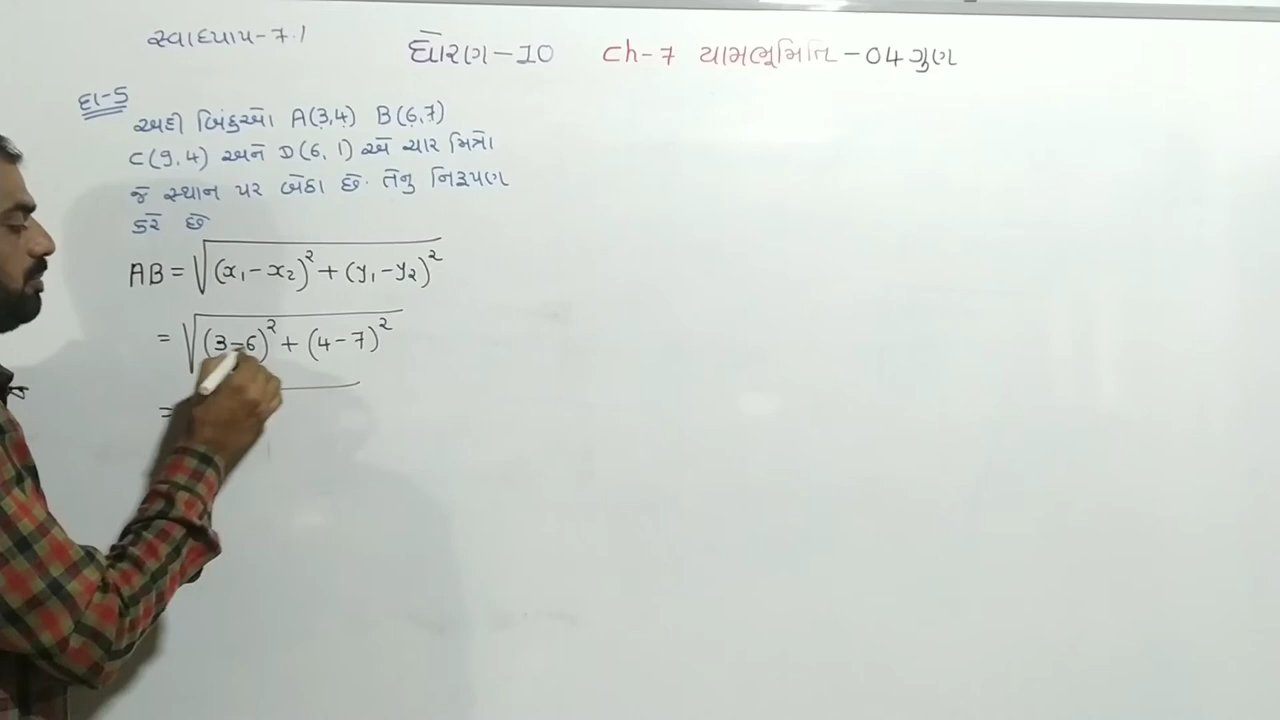 સ્વાધ્યાય-7.1
ધોરણ-10 Ch-7 યામભૂમિતિ-04 ગુણ
દા-5
અહી બિંદુઓ A(3,4) B(6,7)
C(9,4) અને D(6,1) એ ચાર મિત્રો
જે સ્થાન પર બેઠા છે. તેનુ નિરૂપણ
કરે છે
AB = √(x₁-x₂)² + (y₁-y₂)²
= √(3-6)² + (4-7)²
=